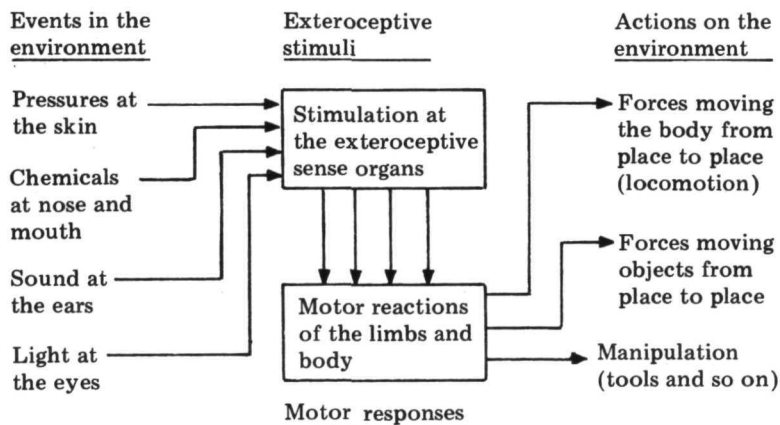 Events in the
environment
Exteroceptive
stimuli
Actions on the
environment
Pressures at
the skin
Chemicals
at nose and
mouth
Sound at
the ears
Light at
the eyes
Stimulation at
the exteroceptive
sense organs
Motor reactions
of the limbs and
body
Motor responses
Forces moving
the body from
place to place
(locomotion)
Forces moving
objects from
place to place
Manipulation
(tools and so on)